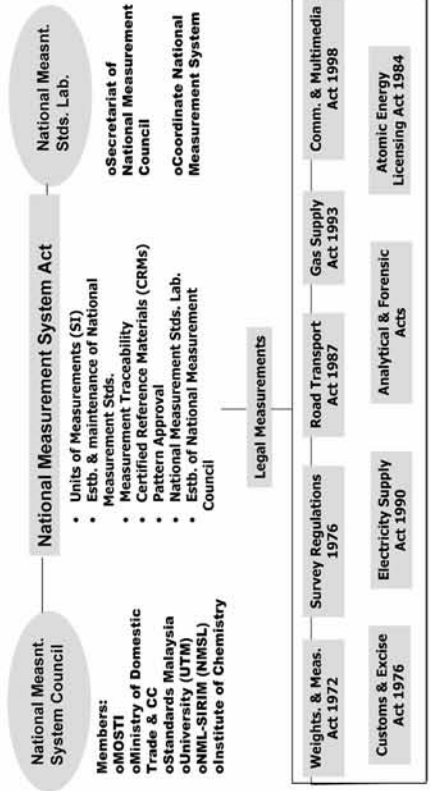 National Measnt.
System Council
Members:
oMOSTI
oMinistry of Domestic
Trade & CC
oStandards Malaysia
oUniversity (UTM)
oNML-SIRIM (NMSL)
oInstitute of Chemistry
National Measurement System Act
• Units of Measurements (SI)
• Estb. & maintenance of National
Measurement Stds.
• Measurement Traceability
• Certified Reference Materials (CRMs)
• Pattern Approval
• National Measurement Stds. Lab.
• Estb. of National Measurement
Council
National Measnt.
Stds. Lab.
oSecretariat of
National Measurement
Council
oCoordinate National
Measurement System
Legal Measurements
Weights. & Meas.
Act 1972
Survey Regulations
1976
Road Transport
Act 1987
Gas Supply
Act 1993
Comm. & Multimedia
Act 1998
Customs & Excise
Act 1976
Electricity Supply
Act 1990
Analytical & Forensic
Acts
Atomic Energy
Licensing Act 1984